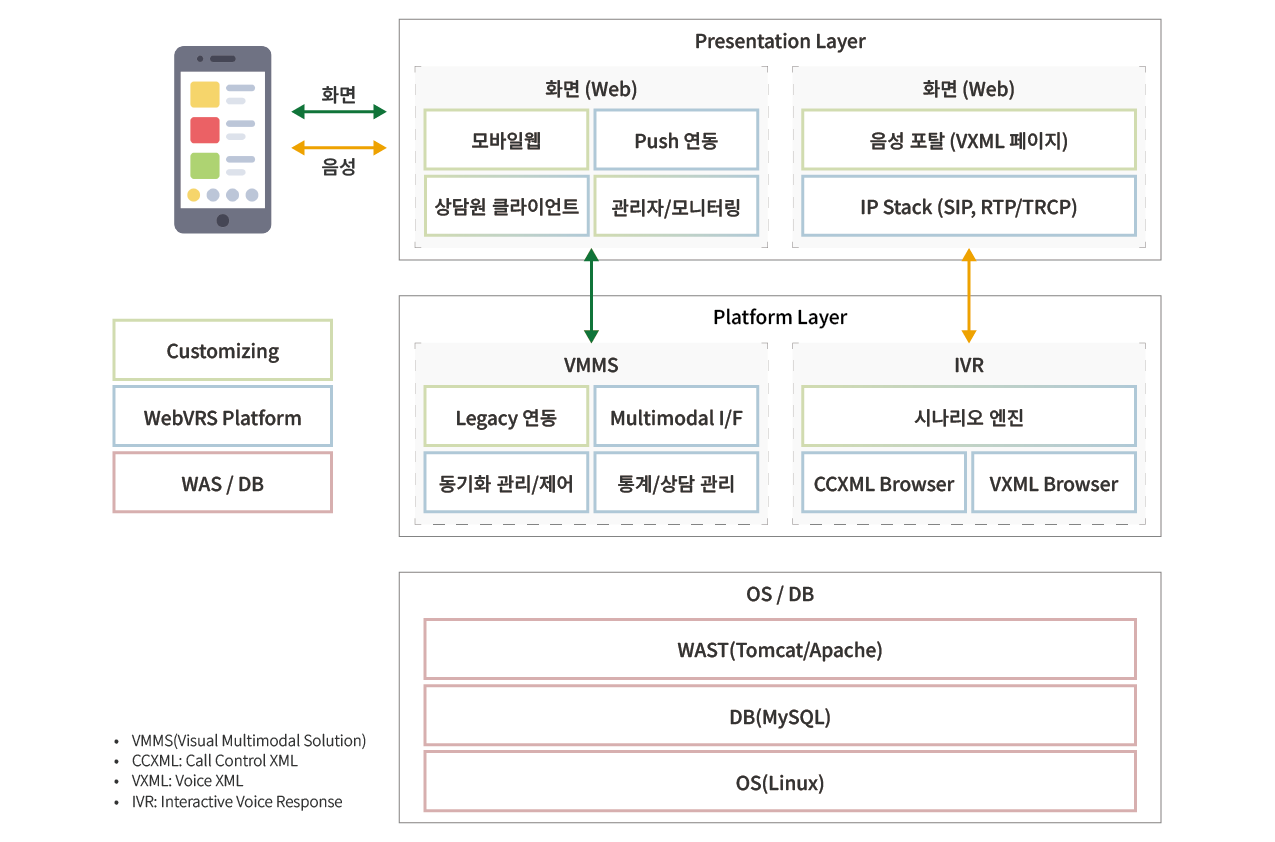 Presentation Layer
화면
음성
화면 (Web)
모바일웹
Push 연동
상담원 클라이언트
관리자/모니터링
화면 (Web)
음성 포탈 (VXML 페이지)
IP Stack (SIP, RTP/TRCP)
Customizing
WebVRS Platform
WAS / DB
Platform Layer
VMMS
Legacy 연동
Multimodal I/F
동기화 관리/제어
통계/상담 관리
IVR
시나리오 엔진
CCXML Browser
VXML Browser
OS / DB
WAST(Tomcat/Apache)
DB(MySQL)
OS(Linux)
• VMMS(Visual Multimodal Solution)
• CCXML: Call Control XML
• VXML: Voice XML
• IVR: Interactive Voice Response